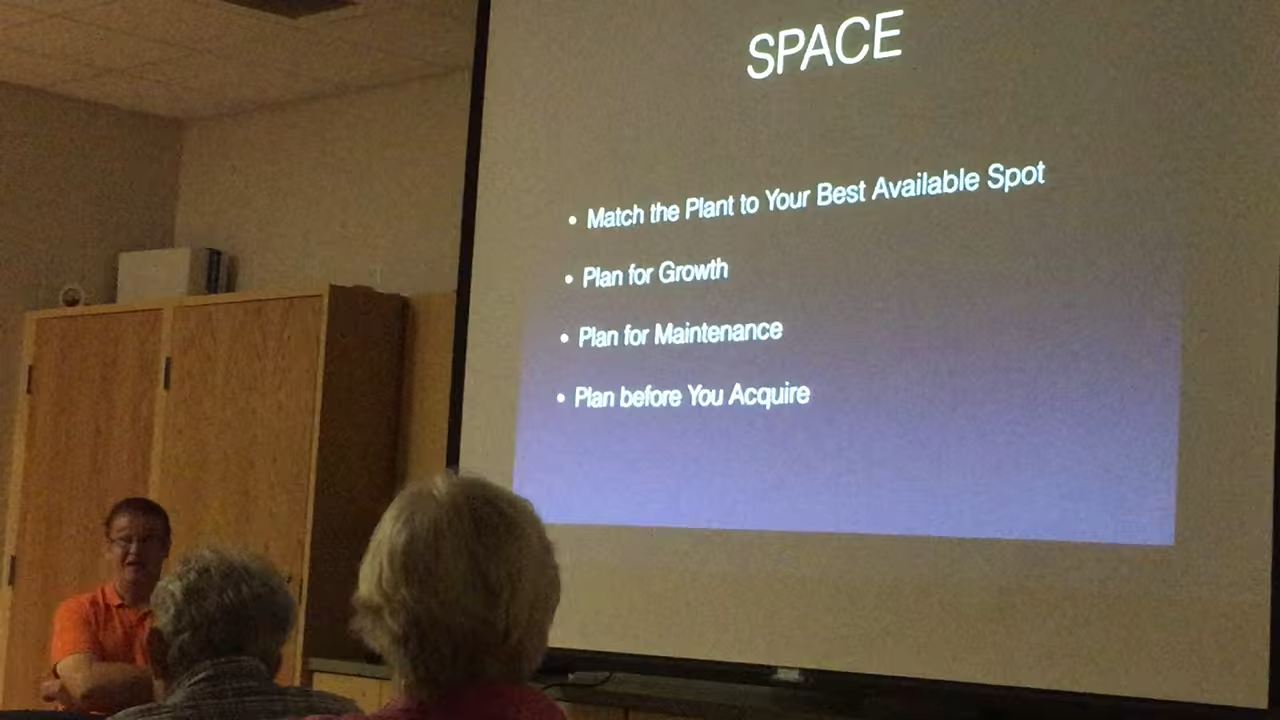 SPACE
• Match the Plant to Your Best Available Spot
• Plan for Growth
• Plan for Maintenance
• Plan before You Acquire